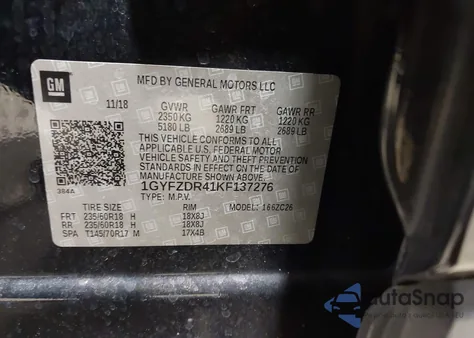 GM
MFD BY GENERAL MOTORS LLC
11/18 GVWR GAWR FRT GAWR RR
2350 KG 1220 KG 1220 KG
5180 LB 2689 LB 2689 LB
THIS VEHICLE CONFORMS TO ALL
APPLICABLE U.S. FEDERAL MOTOR
VEHICLE SAFETY AND THEFT PREVENTION
STANDARDS IN EFFECT ON THE DATE OF
MANUFACTURE SHOWN ABOVE.
384A 1GYFZDR41KF137276
TYPE: M.P.V. MODEL: 166ZC26
TIRE SIZE RIM
FRT 235/60R18 H 18X8J
RR 235/60R18 H 18X8J
SPA T145/70R17 M 17X4B
AutaSnap